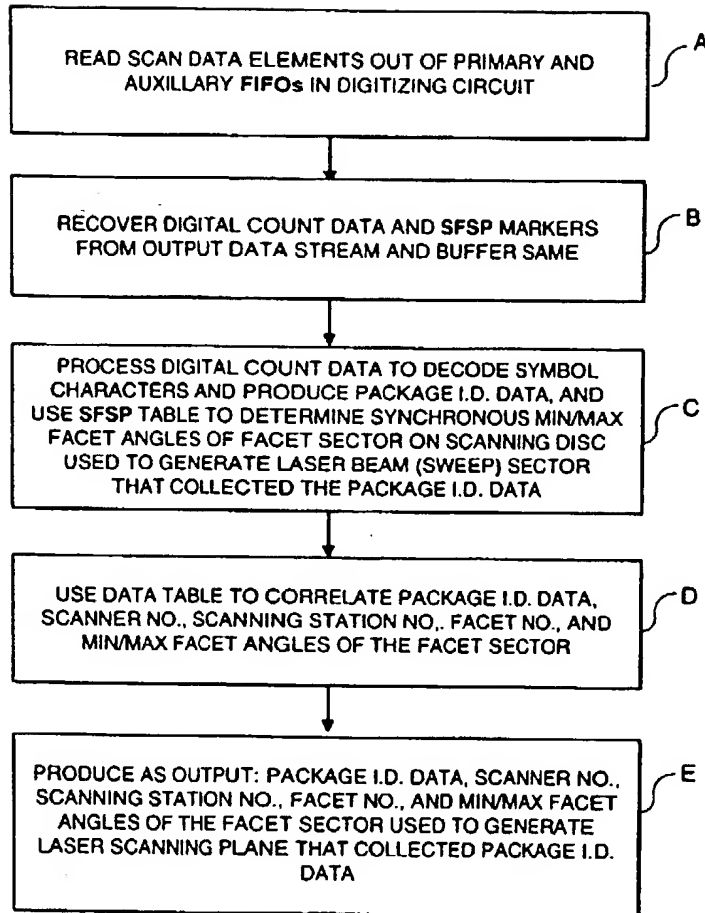 READ SCAN DATA ELEMENTS OUT OF PRIMARY AND
AUXILLARY FIFOs IN DIGITIZING CIRCUIT
A
RECOVER DIGITAL COUNT DATA AND SFSP MARKERS
FROM OUTPUT DATA STREAM AND BUFFER SAME
B
PROCESS DIGITAL COUNT DATA TO DECODE SYMBOL
CHARACTERS AND PRODUCE PACKAGE I.D. DATA, AND
USE SFSP TABLE TO DETERMINE SYNCHRONOUS MIN/MAX
FACET ANGLES OF FACET SECTOR ON SCANNING DISC
USED TO GENERATE LASER BEAM (SWEEP) SECTOR
THAT COLLECTED THE PACKAGE I.D. DATA
C
USE DATA TABLE TO CORRELATE PACKAGE I.D. DATA,
SCANNER NO., SCANNING STATION NO,. FACET NO., AND
MIN/MAX FACET ANGLES OF THE FACET SECTOR
D
PRODUCE AS OUTPUT: PACKAGE I.D. DATA, SCANNER NO.,
SCANNING STATION NO., FACET NO., AND MIN/MAX FACET
ANGLES OF THE FACET SECTOR USED TO GENERATE
LASER SCANNING PLANE THAT COLLECTED PACKAGE I.D.
DATA
E